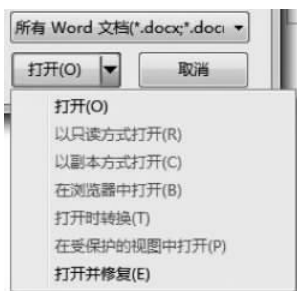 所有 Word 文档(*.docx;*.doc
打开(O) 取消
打开(O)
以只读方式打开(R)
以副本方式打开(C)
在浏览器中打开(B)
打开时转换(T)
在受保护的视图中打开(P)
打开并修复(E)